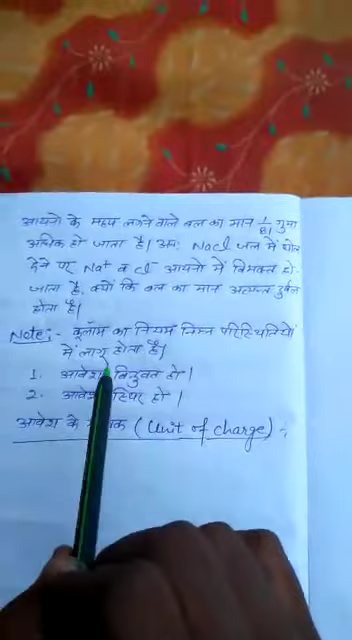 आयनो के मध्य लगने वाले बल का मान 1/81 गुना
अधिक हो जाता है। अतः NaCl जल में घोल
देने पर Na+ व Cl- आयनो में विभक्त हो
जाता है, क्यों कि बल का मान अत्यन्त दुर्बल
होता है।
Note:- कूलॉम का नियम निम्न परिस्थितियों
में लागू होता है।
1. आवेश बिन्दुवत हो।
2. आवेश स्थिर हो।
आवेश के मात्रक (Unit of charge) :-